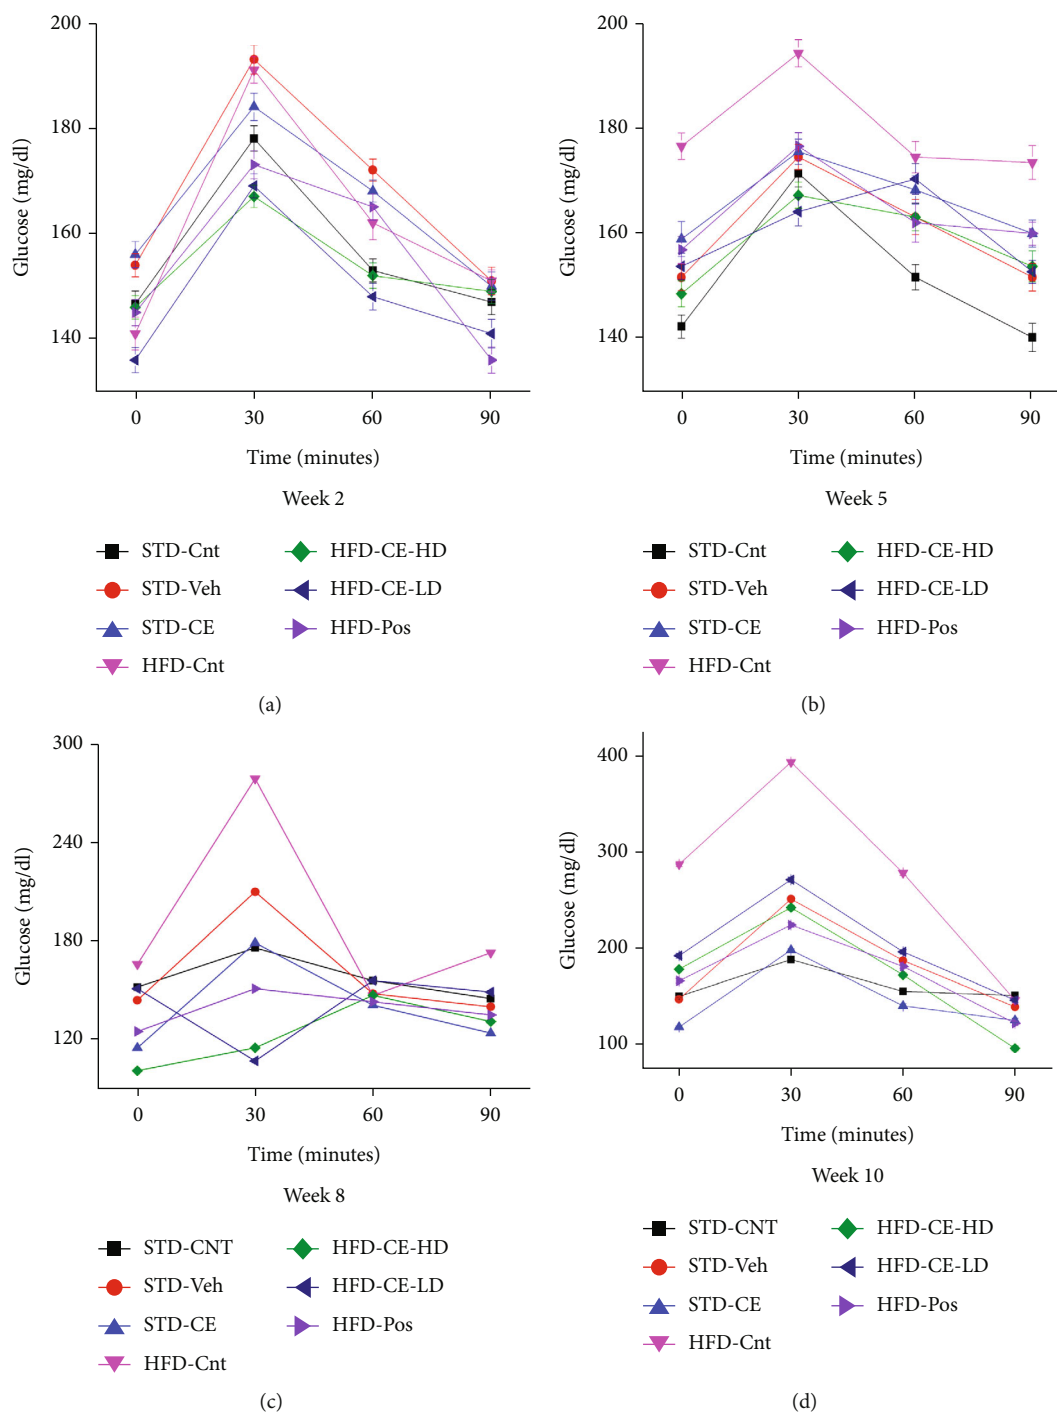 200
180
160
140
Glucose (mg/dl)
0 30 60 90
Time (minutes)
Week 2
STD-Cnt HFD-CE-HD
STD-Veh HFD-CE-LD
STD-CE HFD-Pos
HFD-Cnt
(a)
200
180
160
140
Glucose (mg/dl)
0 30 60 90
Time (minutes)
Week 5
STD-Cnt HFD-CE-HD
STD-Veh HFD-CE-LD
STD-CE HFD-Pos
HFD-Cnt
(b)
300
240
180
120
Glucose (mg/dl)
0 30 60 90
Time (minutes)
Week 8
STD-CNT HFD-CE-HD
STD-Veh HFD-CE-LD
STD-CE HFD-Pos
HFD-Cnt
(c)
400
300
200
100
Glucose (mg/dl)
0 30 60 90
Time (minutes)
Week 10
STD-CNT HFD-CE-HD
STD-Veh HFD-CE-LD
STD-CE HFD-Pos
HFD-Cnt
(d)